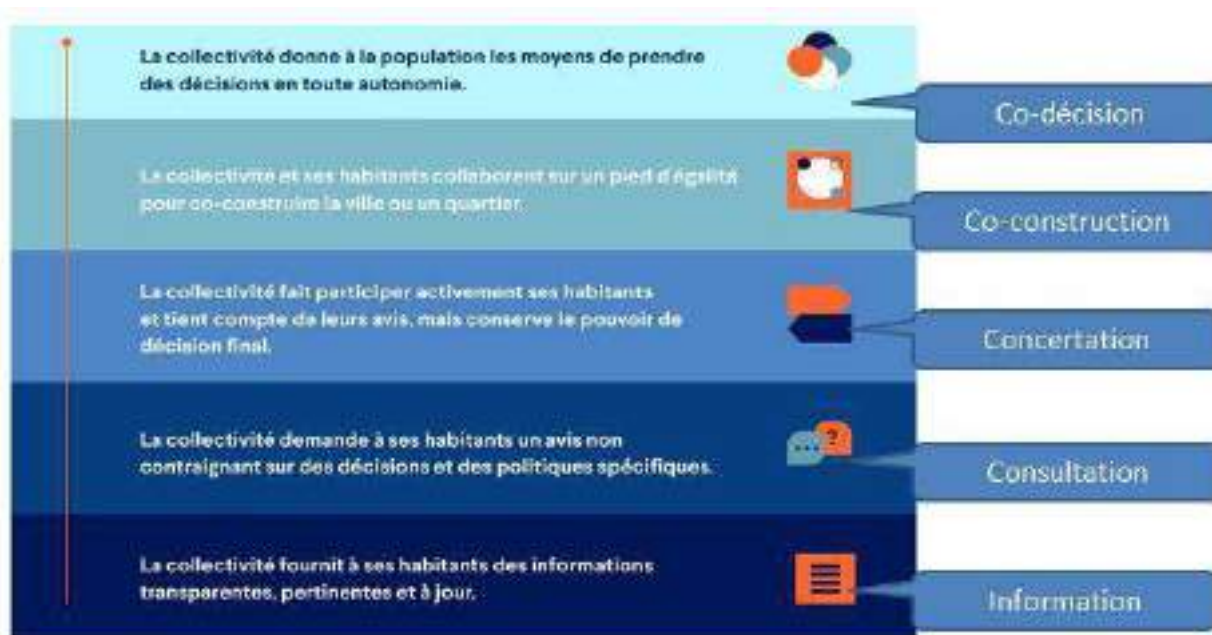 La collectivité donne à la population les moyens de prendre
des décisions en toute autonomie.
Co-décision
La collectivité et ses habitants collaborent sur un pied d'égalité
pour co-construire la ville ou un quartier.
Co-construction
La collectivité fait participer activement ses habitants
et tient compte de leurs avis, mais conserve le pouvoir de
décision final.
Concertation
La collectivité demande à ses habitants un avis non
contraignant sur des décisions et des politiques spécifiques.
?
Consultation
La collectivité fournit à ses habitants des informations
transparentes, pertinentes et à jour.
Information